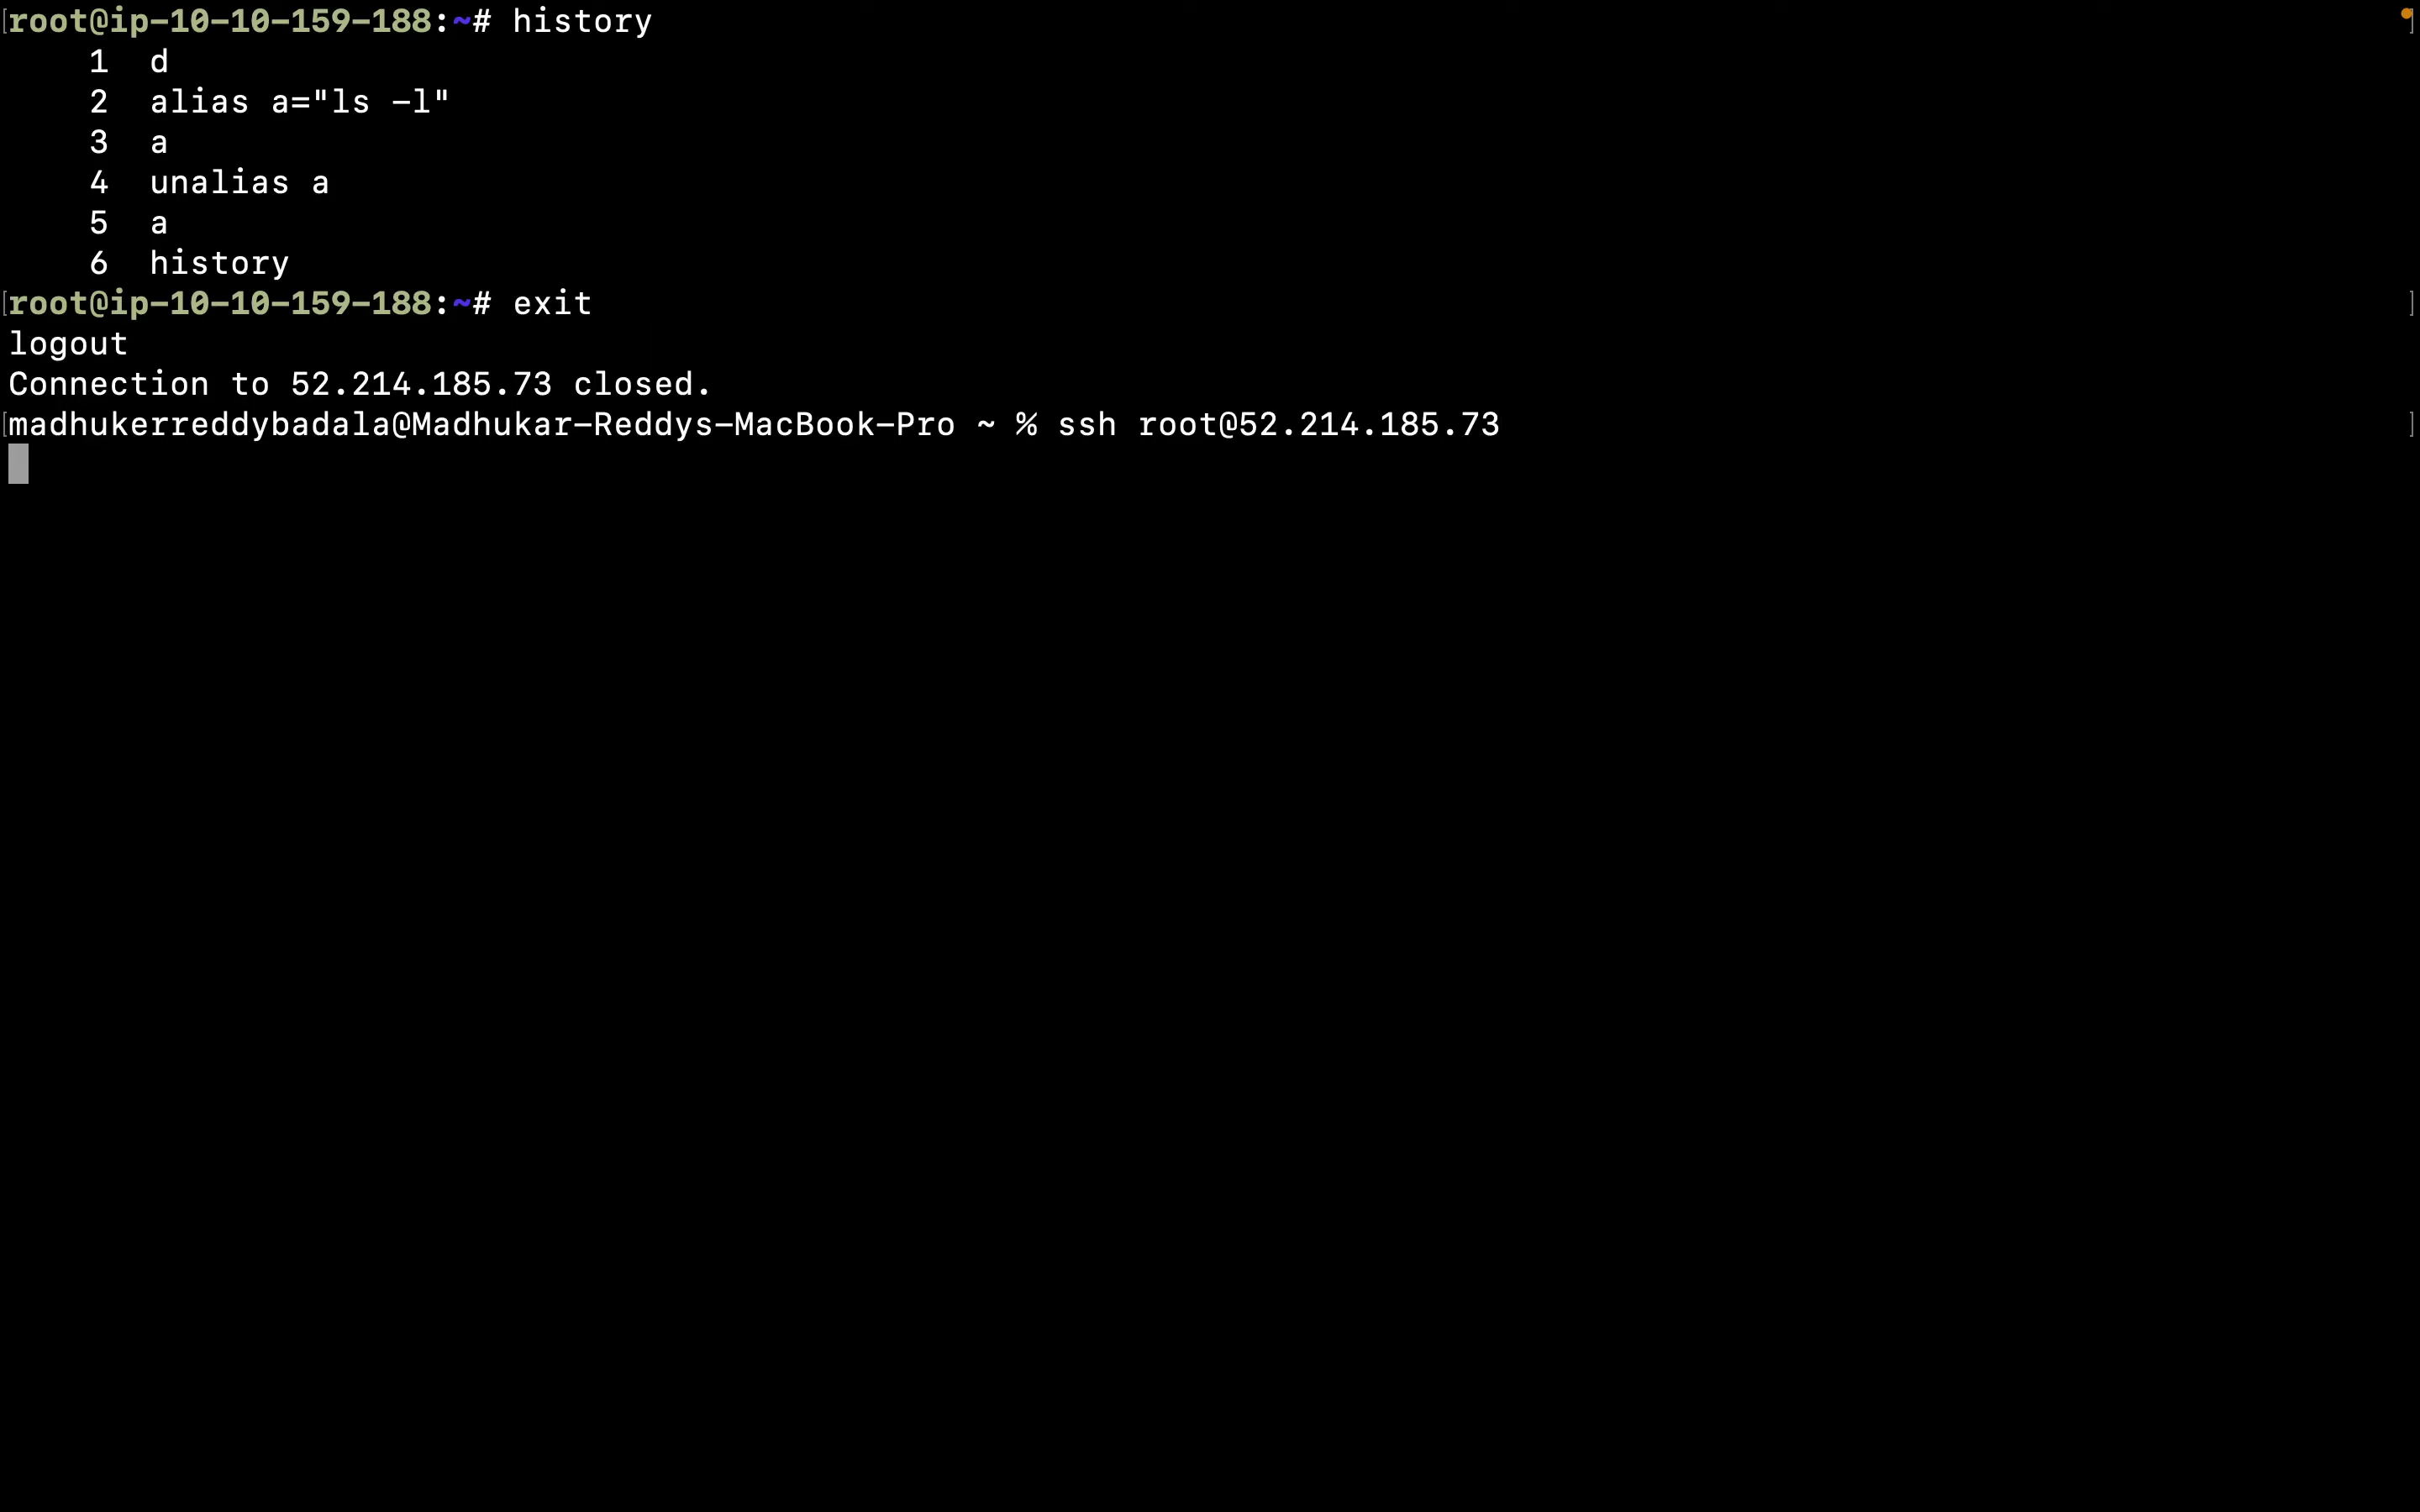 root@ip-10-10-159-188:~# history
1 d
2 alias a="ls -l"
3 a
4 unalias a
5 a
6 history
root@ip-10-10-159-188:~# exit
logout
Connection to 52.214.185.73 closed.
madhukerreddybadala@Madhukar-Reddys-MacBook-Pro ~ % ssh root@52.214.185.73